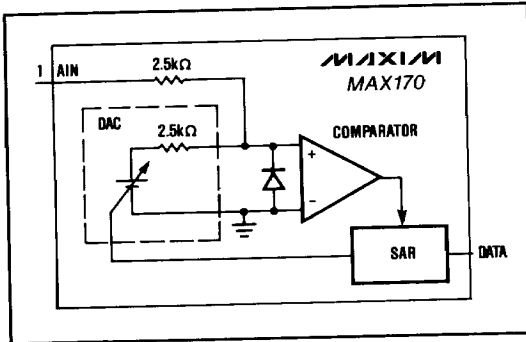 MAXIM
MAX170
1 AIN
2.5kΩ
DAC
2.5kΩ
COMPARATOR
+
−
SAR
DATA